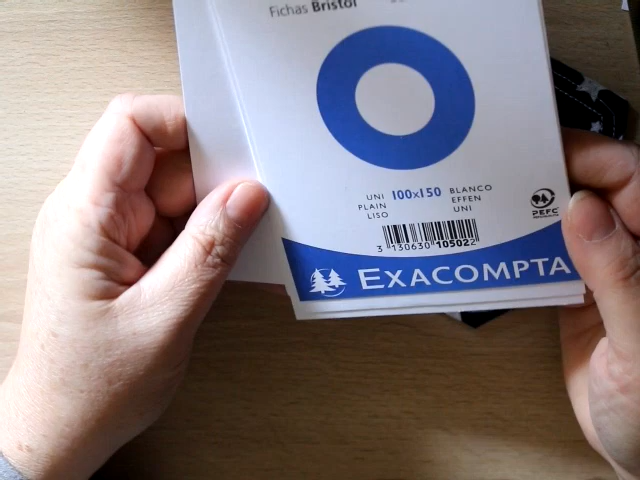 Fichas Bristol
UNI 100x150 BLANCO
PLAIN EFFEN
LISO UNI
3 130630 105022
PEFC
EXACOMPTA